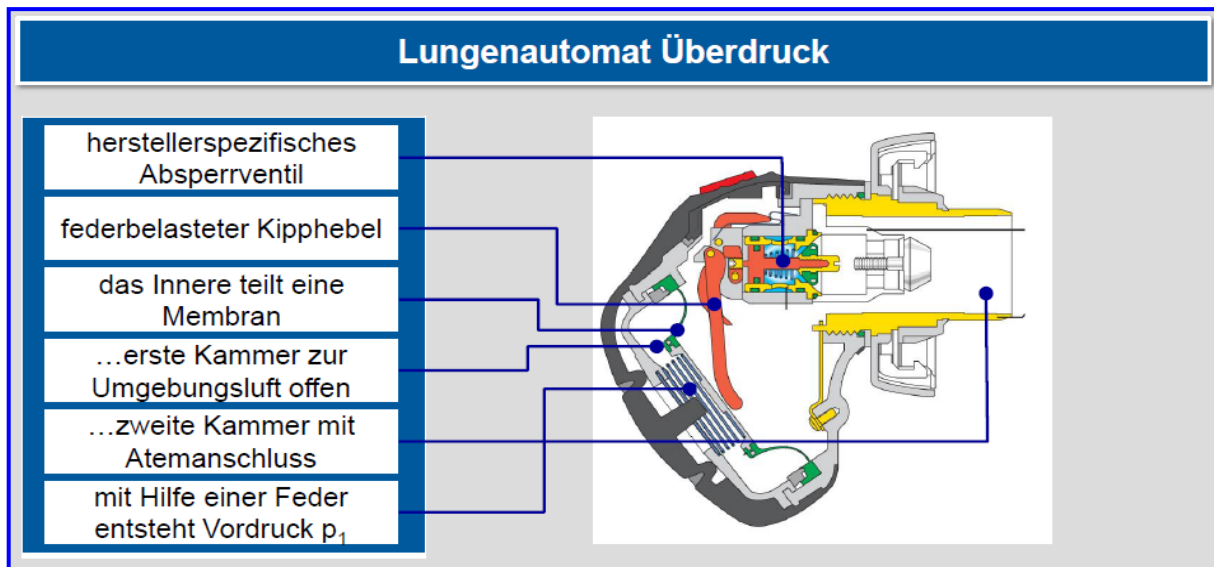 Lungenautomat Überdruck
herstellerspezifisches
Absperrventil
federbelasteter Kipphebel
das Innere teilt eine
Membran
…erste Kammer zur
Umgebungsluft offen
…zweite Kammer mit
Atemanschluss
mit Hilfe einer Feder
entsteht Vordruck p₁